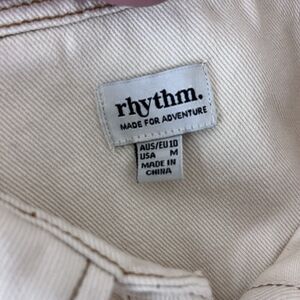 rhythm.
MADE FOR ADVENTURE
AUS/EU 10
USA M
MADE IN
CHINA